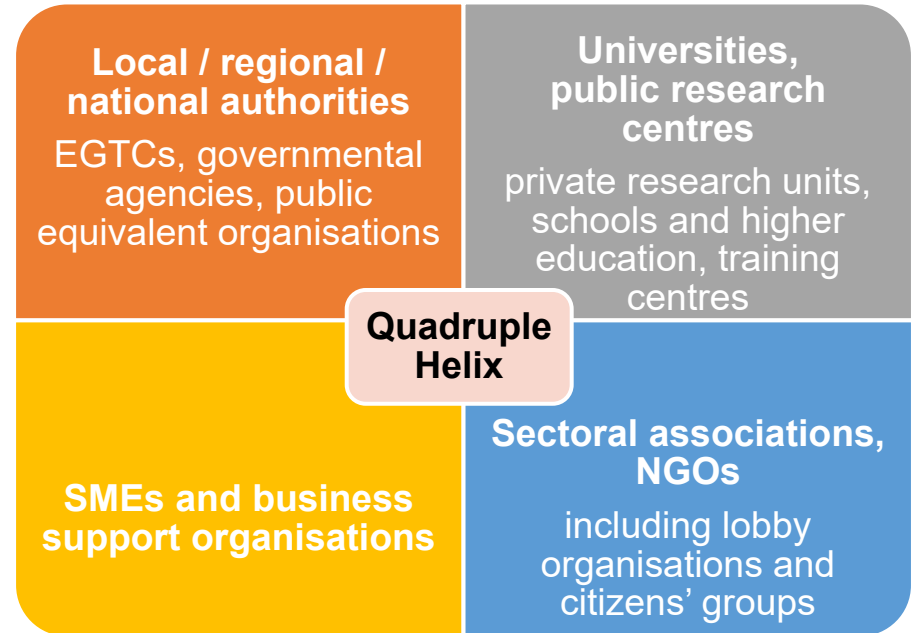 Local / regional /
national authorities
EGTCs, governmental
agencies, public
equivalent organisations
Universities,
public research
centres
private research units,
schools and higher
education, training
centres
Quadruple
Helix
SMEs and business
support organisations
Sectoral associations,
NGOs
including lobby
organisations and
citizens’ groups